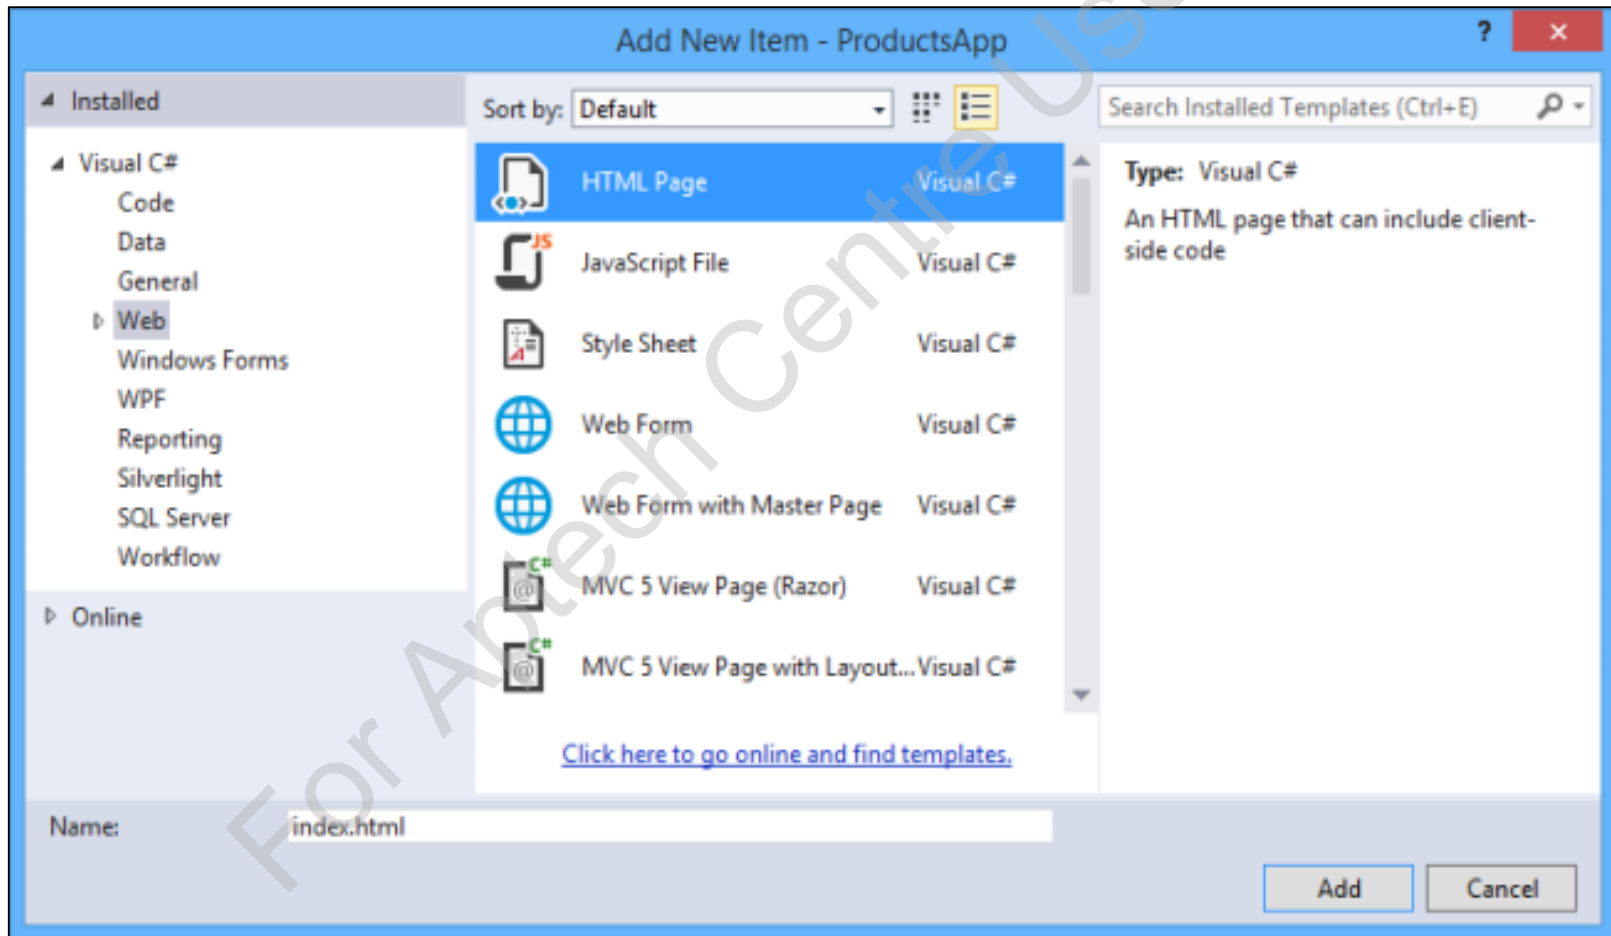 Add New Item - ProductsApp
?
Installed
Sort by: Default
Search Installed Templates (Ctrl+E)
Visual C#
Code
Data
General
Web
Windows Forms
WPF
Reporting
Silverlight
SQL Server
Workflow
Online
HTML Page Visual C#
JS
JavaScript File Visual C#
Style Sheet Visual C#
Web Form Visual C#
Web Form with Master Page Visual C#
C#
@
MVC 5 View Page (Razor) Visual C#
C#
@
MVC 5 View Page with Layout... Visual C#
Click here to go online and find templates.
Type: Visual C#
An HTML page that can include client-
side code
Name: index.html
Add Cancel
For Aptech Centre Us